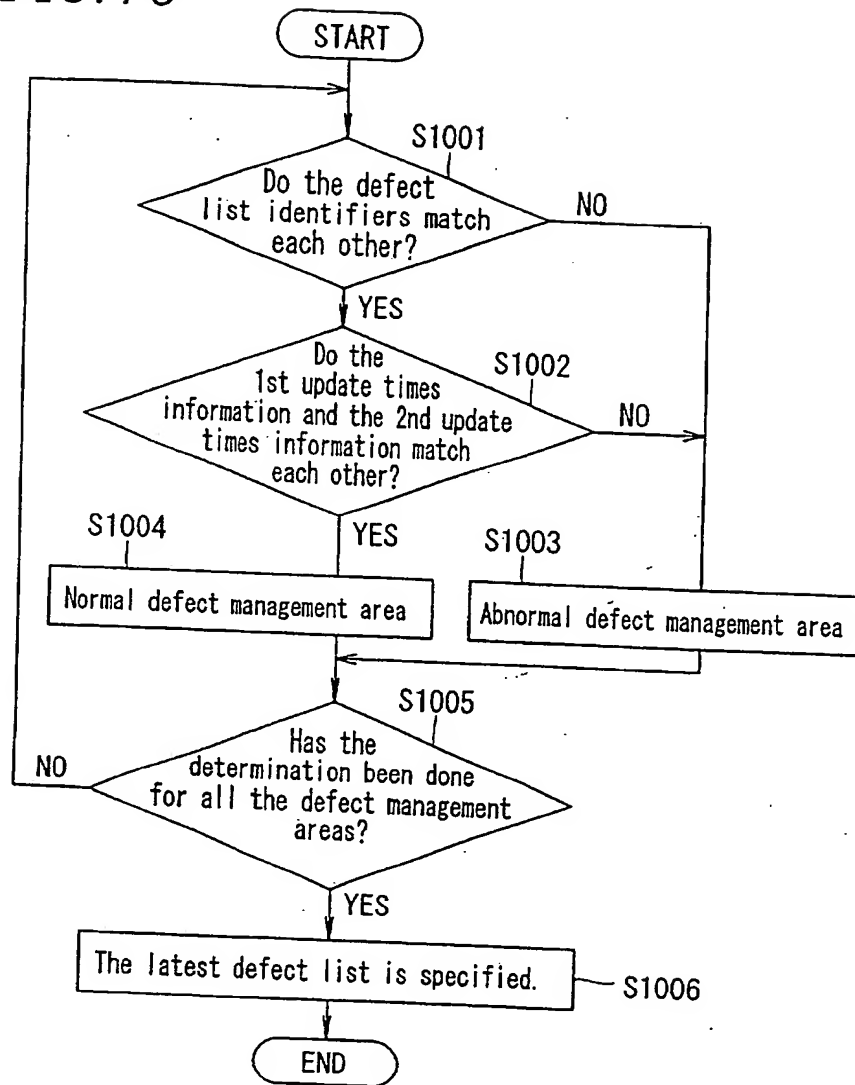 START
S1001
Do the defect
list identifiers match
each other?
NO
YES
S1002
Do the
1st update times
information and the 2nd update
times information match
each other?
NO
YES
S1004
Normal defect management area
S1003
Abnormal defect management area
S1005
Has the
determination been done
for all the defect management
areas?
NO
YES
The latest defect list is specified.
S1006
END